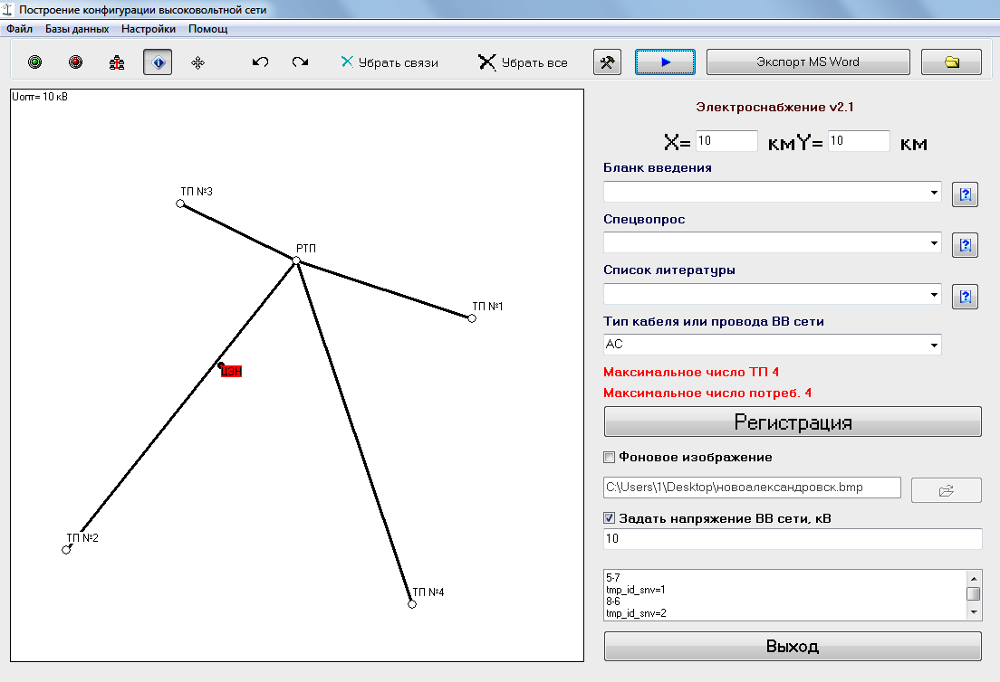 Построение конфигурации высоковольтной сети
Файл Базы данных Настройки Помощ
Убрать связи Убрать все Экспорт MS Word
Uопт= 10 кВ
ТП №3
РТП
ТП №1
ЦЭН
ТП №2
ТП №4
Электроснабжение v2.1
X= 10 км Y= 10 км
Бланк введения
Спецвопрос
Список литературы
Тип кабеля или провода ВВ сети
АС
Максимальное число ТП 4
Максимальное число потреб. 4
Регистрация
Фоновое изображение
C:\Users\1\Desktop\новоалександровск.bmp
Задать напряжение ВВ сети, кВ
10
5-7
tmp_id_snv=1
8-6
tmp_id_snv=2
Выход